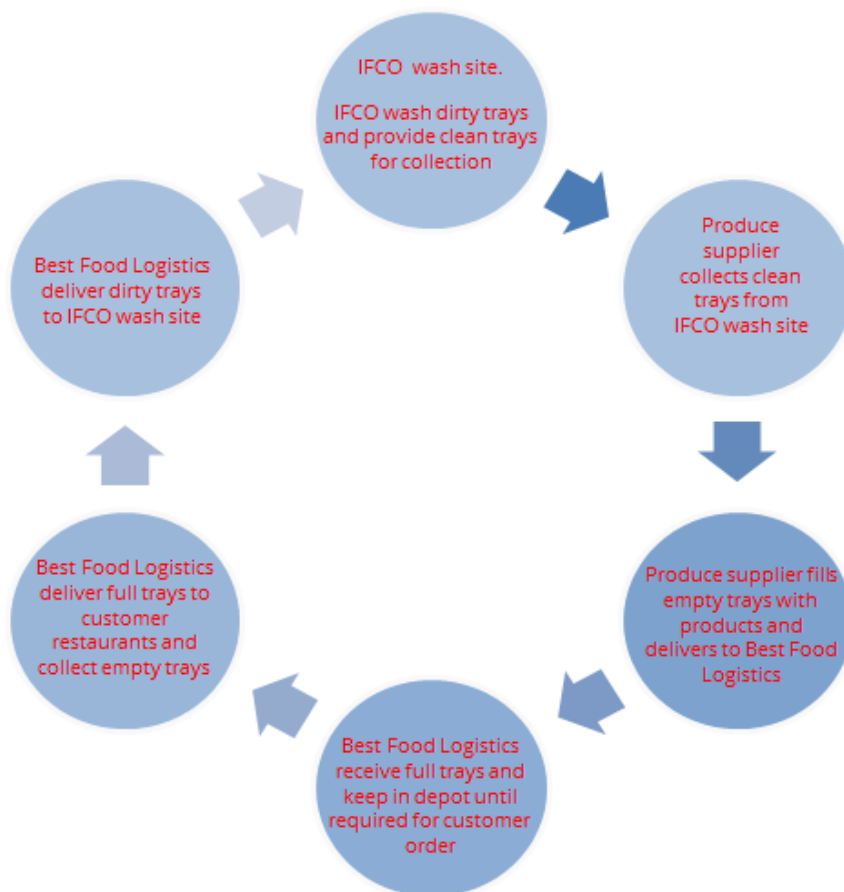 IFCO wash site.
IFCO wash dirty trays
and provide clean trays
for collection
Produce
supplier
collects clean
trays from
IFCO wash site
Produce supplier fills
empty trays with
products and
delivers to Best Food
Logistics
Best Food Logistics
receive full trays and
keep in depot until
required for customer
order
Best Food Logistics
deliver full trays to
customer
restaurants and
collect empty trays
Best Food Logistics
deliver dirty trays
to IFCO wash site